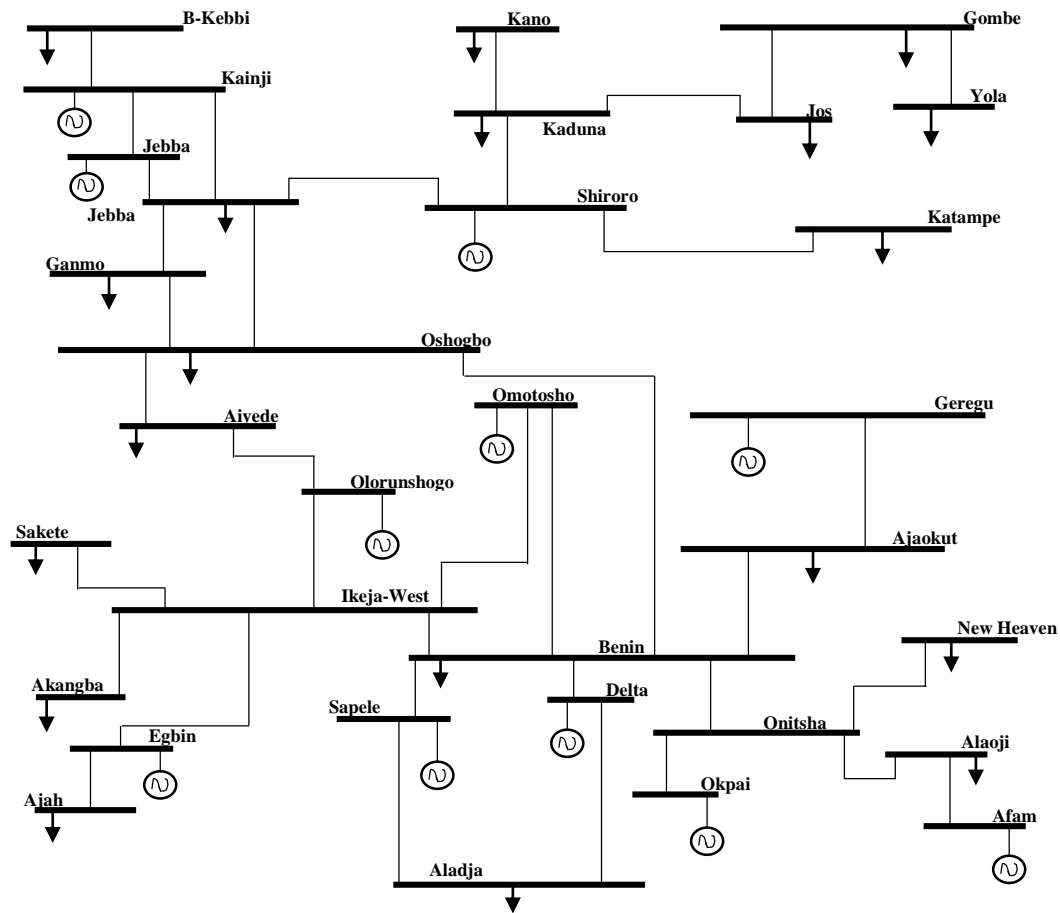 B-Kebbi
Kano
Gombe
Kainji
Yola
Kaduna
Jos
Jebba
Jebba
Shiroro
Katampe
Ganmo
Oshogbo
Omotosho
Geregu
Aiyede
Olorunshogo
Sakete
Ajaokut
Ikeja-West
New Heaven
Benin
Akangba
Sapele
Delta
Onitsha
Egbin
Alaoji
Okpai
Ajah
Afam
Aladja